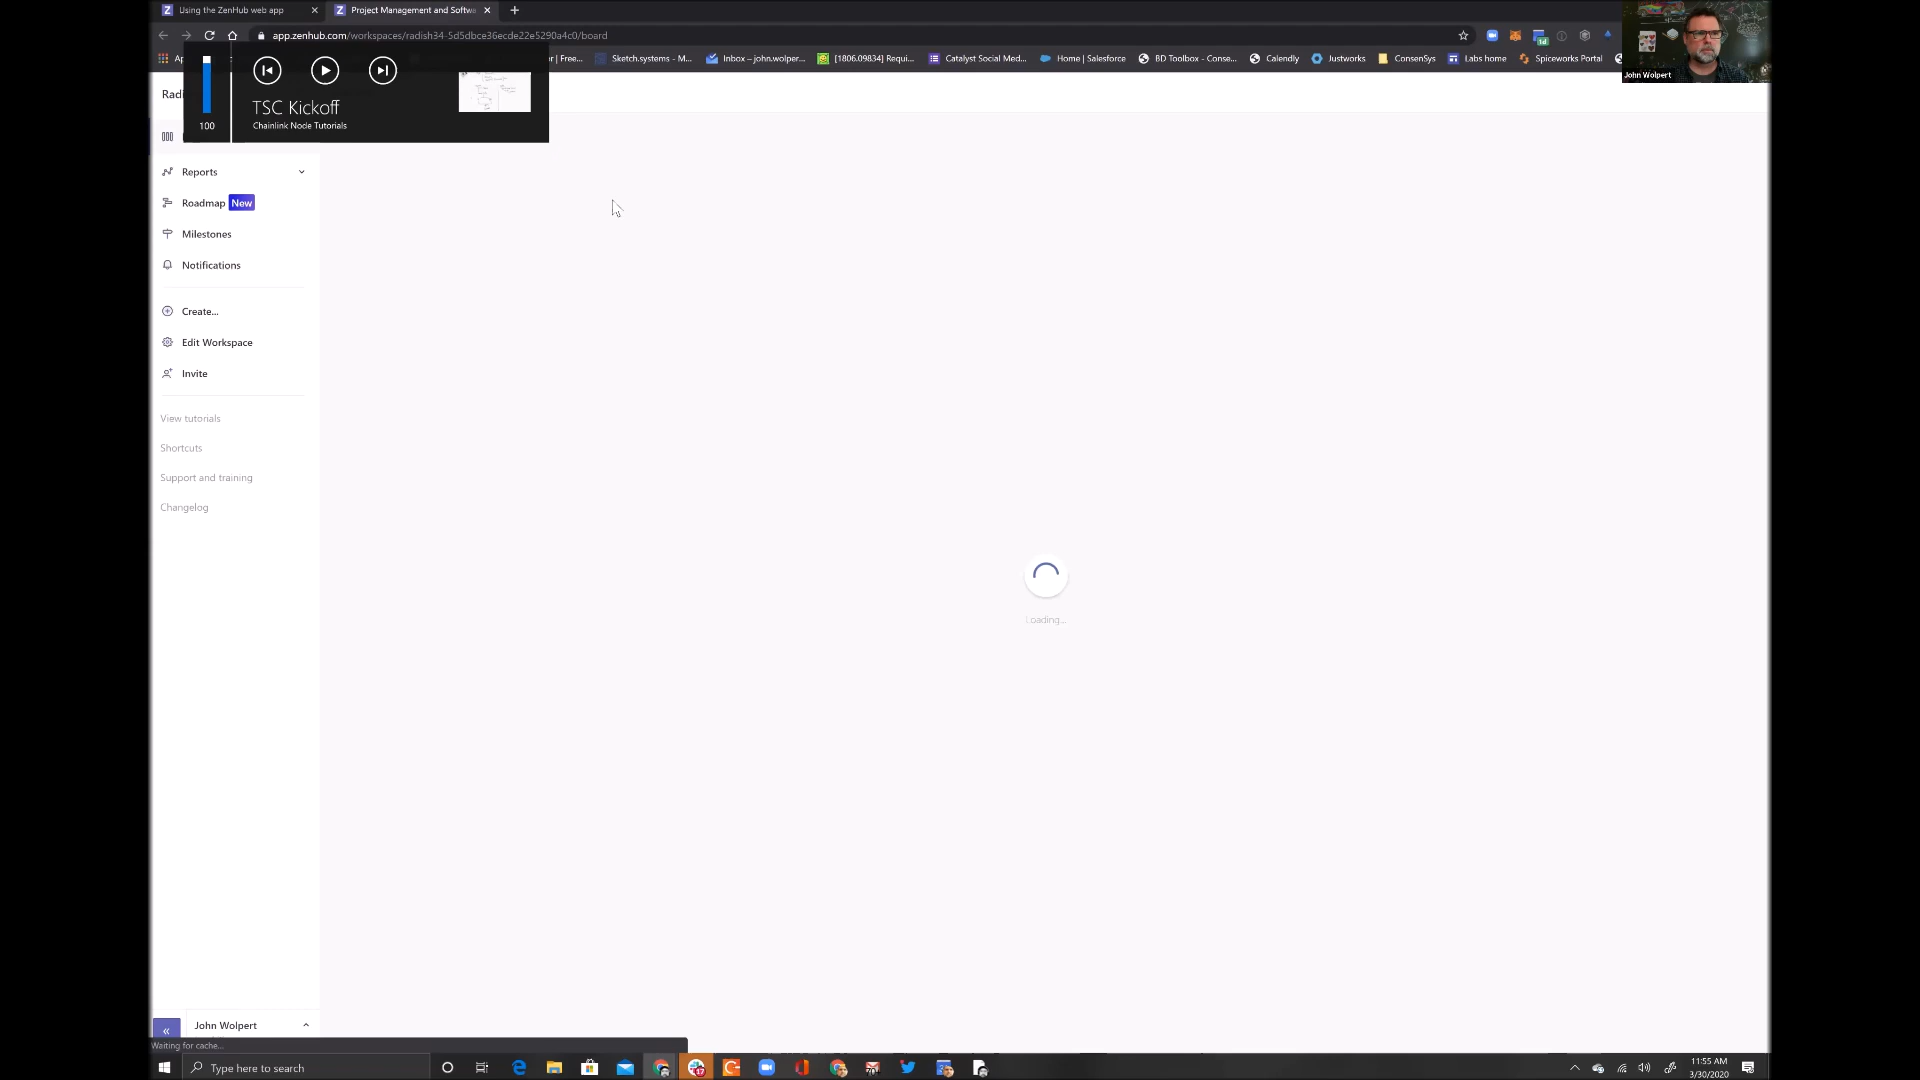 Using the ZenHub web app
Project Management and Softw
app.zenhub.com/workspaces/radish34-5d5dbce36ecde22e5290a4c0/board
Ap
r | Free...
Sketch.systems - M...
Inbox – john.wolper...
[1806.09834] Requi...
Catalyst Social Med...
Home | Salesforce
BD Toolbox - Conse...
Calendly
Justworks
ConsenSys
Labs home
Spiceworks Portal
John Wolpert
Radi
TSC Kickoff
Chainlink Node Tutorials
100
Reports
Roadmap New
Milestones
Notifications
Create...
Edit Workspace
Invite
View tutorials
Shortcuts
Support and training
Changelog
Loading...
John Wolpert
Waiting for cache...
Type here to search
17
11:55 AM
3/30/2020